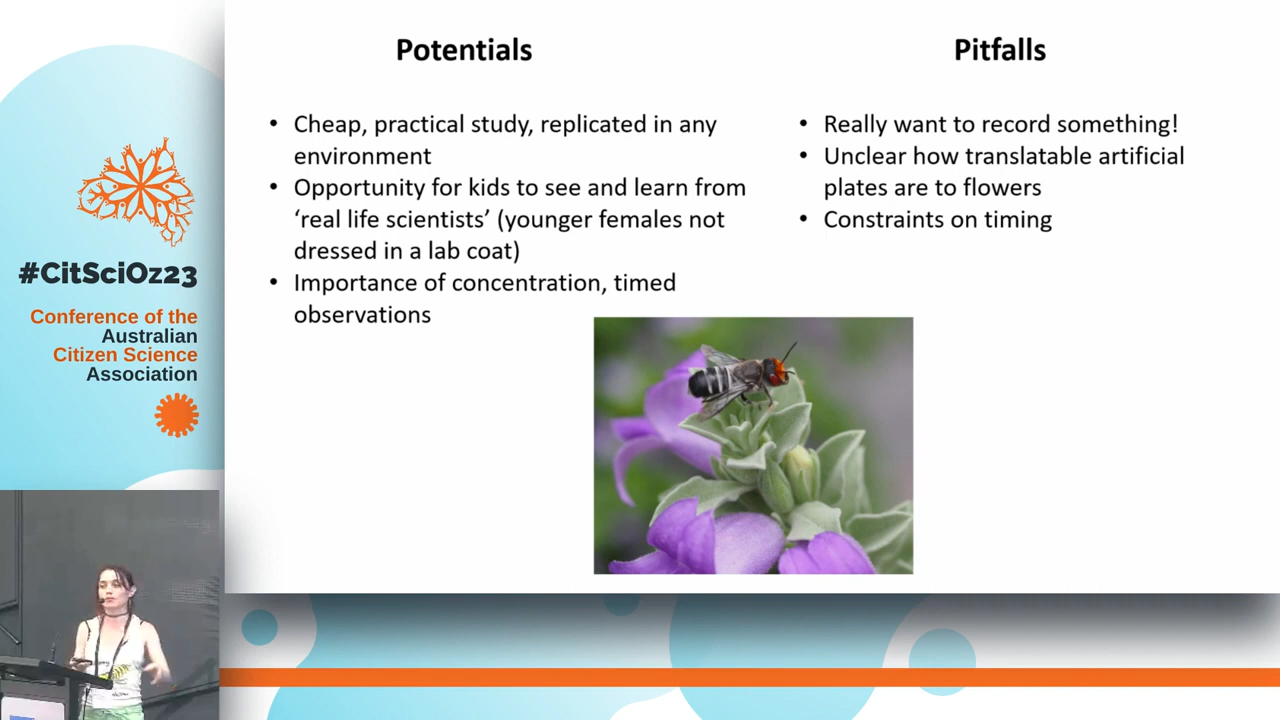 #CitSciOz23
Conference of the
Australian
Citizen Science
Association
Potentials
• Cheap, practical study, replicated in any
environment
• Opportunity for kids to see and learn from
‘real life scientists’ (younger females not
dressed in a lab coat)
• Importance of concentration, timed
observations
Pitfalls
• Really want to record something!
• Unclear how translatable artificial
plates are to flowers
• Constraints on timing